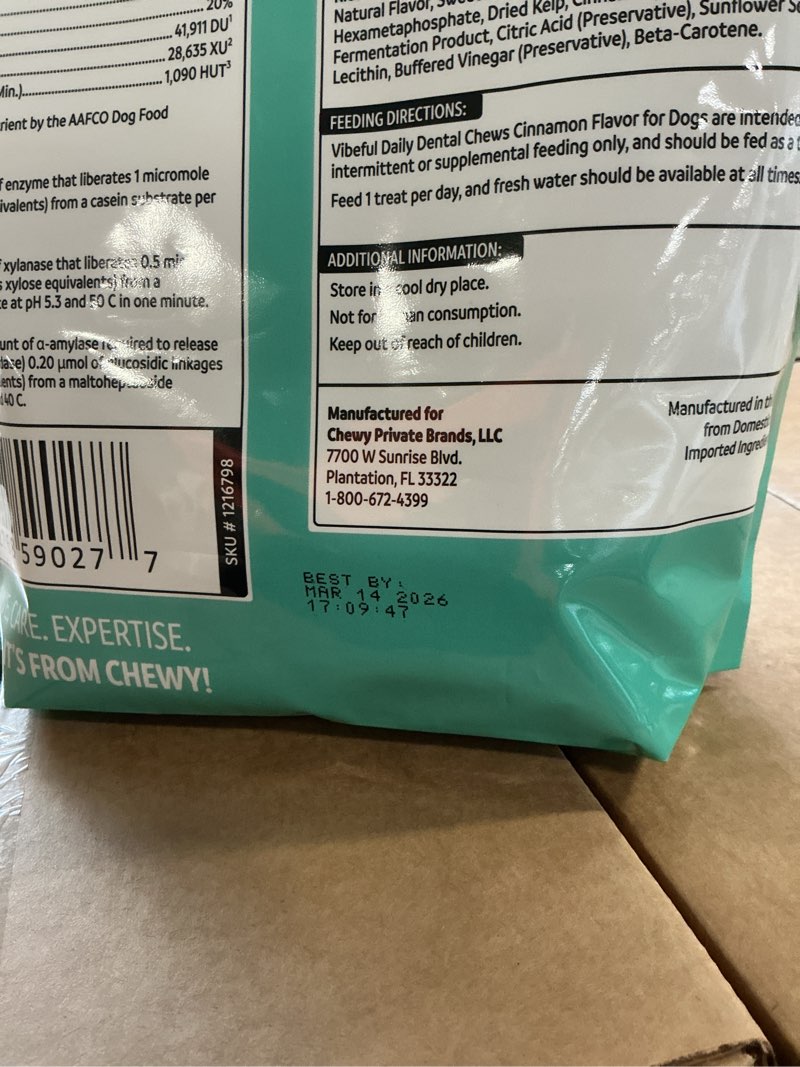 20%
41,911 DU¹
28,635 XU²
1,090 HUT³
Min.)
rient by the AAFCO Dog Food
f enzyme that liberates 1 micromole
ivalents) from a casein substrate per
xylanase that liberates 0.5 mic
s xylose equivalents) from a
te at pH 5.3 and 50 C in one minute.
unt of α-amylase required to release
lase) 0.20 µmol of glucosidic linkages
ents) from a maltoheptaoside
40 C.
59027 7
SKU # 1216798
CARE. EXPERTISE.
T'S FROM CHEWY!
Natural Flavor,
Hexametaphosphate, Dried Kelp,
Fermentation Product, Citric Acid (Preservative), Sunflower
Lecithin, Buffered Vinegar (Preservative), Beta-Carotene.
FEEDING DIRECTIONS:
Vibeful Daily Dental Chews Cinnamon Flavor for Dogs are intended
intermittent or supplemental feeding only, and should be fed as a t
Feed 1 treat per day, and fresh water should be available at all times.
ADDITIONAL INFORMATION:
Store in cool dry place.
Not for an consumption.
Keep out of reach of children.
Manufactured for
Chewy Private Brands, LLC
7700 W Sunrise Blvd.
Plantation, FL 33322
1-800-672-4399
Manufactured in th
from Domesti
Imported Ingredie
BEST BY:
MAR 14 2026
17:09:47